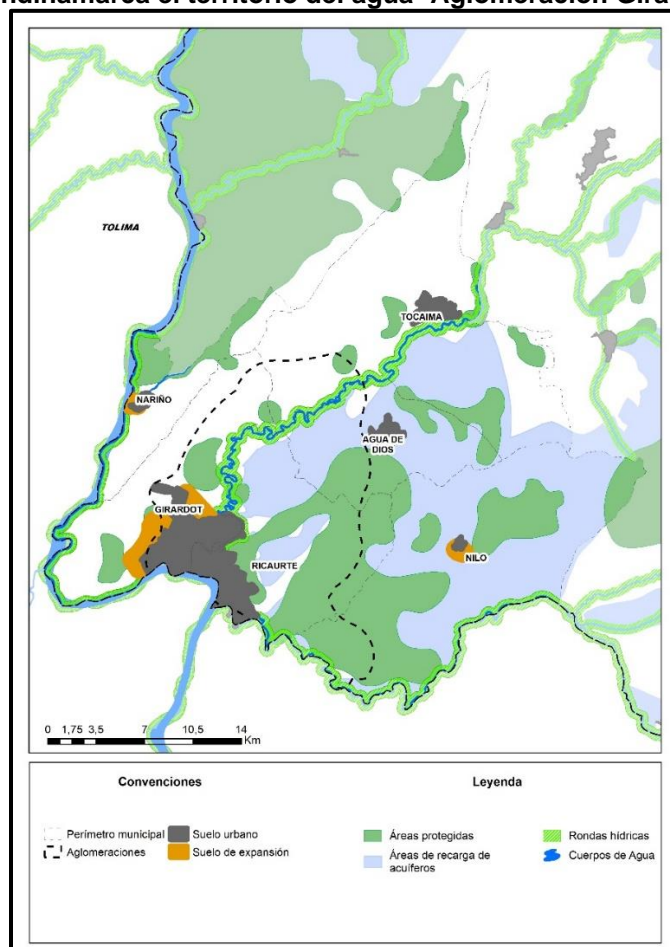 el territorio del agua- Aglomeración
TOLIMA
TOCAIMA
NARIÑO
AGUA DE
DIOS
GIRARDOT
RICAURTE
NILO
0 1,75 3,5 7 10,5 14
Km
Convenciones
Leyenda
Perímetro municipal
Suelo urbano
Áreas protegidas
Rondas hídricas
Aglomeraciones
Suelo de expansión
Áreas de recarga de
acuíferos
Cuerpos de Agua